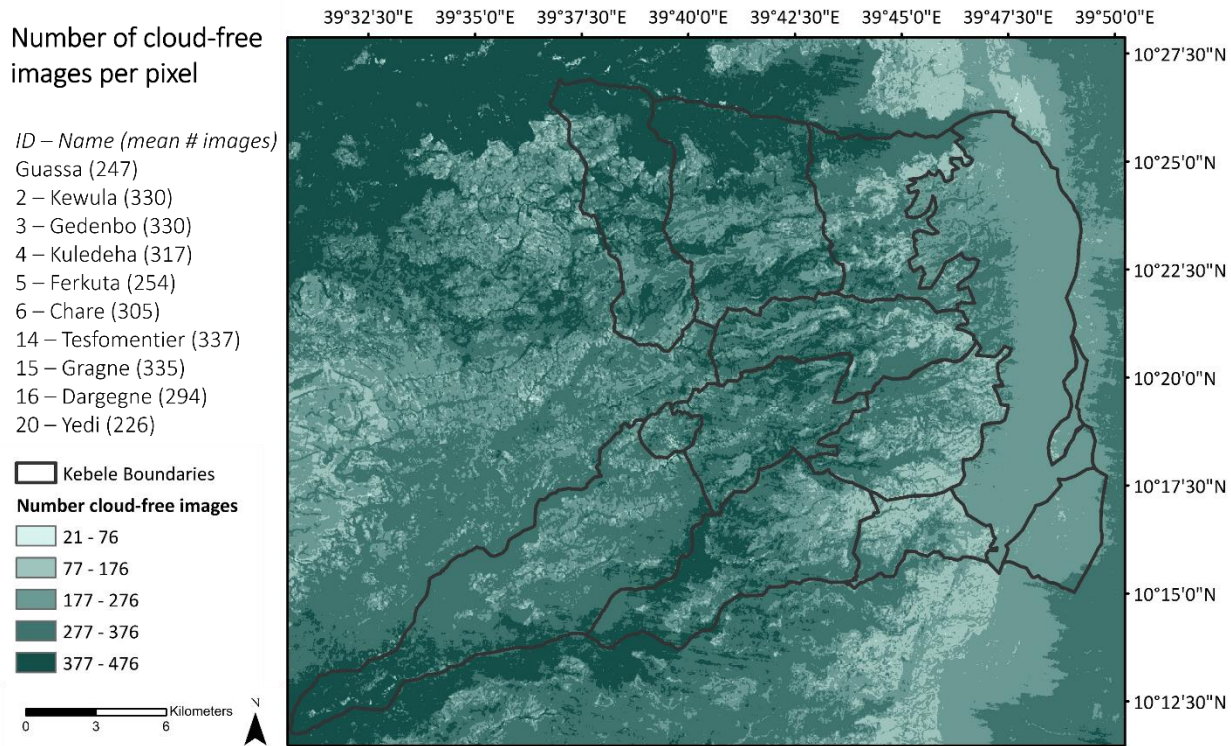 Number of cloud-free
images per pixel
ID – Name (mean # images)
Guassa (247)
2 – Kewula (330)
3 – Gedenbo (330)
4 – Kuledeha (317)
5 – Ferkuta (254)
6 – Chare (305)
14 – Tesfomentier (337)
15 – Gragne (335)
16 – Dargegne (294)
20 – Yedi (226)
Kebele Boundaries
Number cloud-free images
21 - 76
77 - 176
177 - 276
277 - 376
377 - 476
Kilometers
0 3 6
N
39°32'30"E 39°35'0"E 39°37'30"E 39°40'0"E 39°42'30"E 39°45'0"E 39°47'30"E 39°50'0"E
10°27'30"N
10°25'0"N
10°22'30"N
10°20'0"N
10°17'30"N
10°15'0"N
10°12'30"N